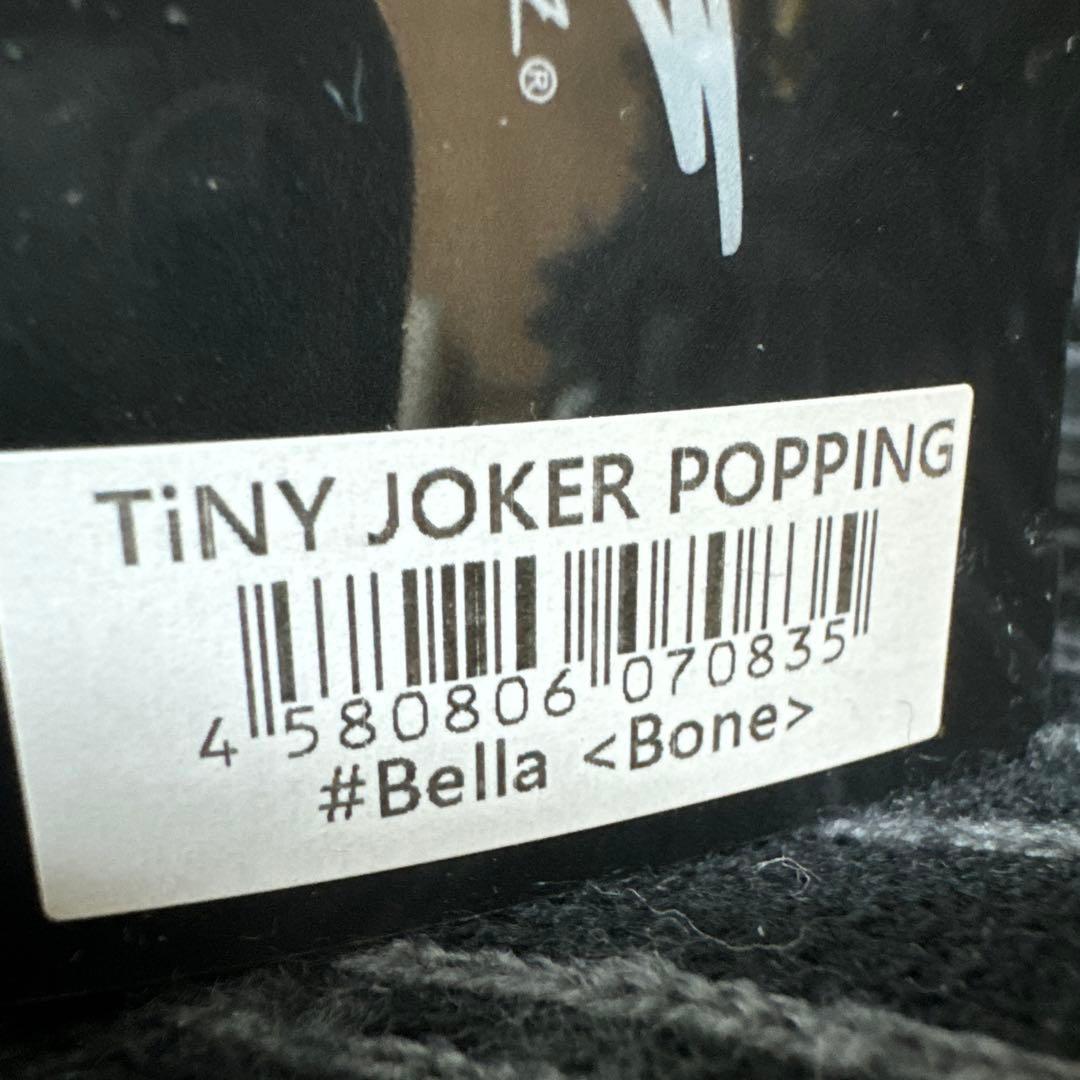 ®
TiNY JOKER POPPING
4 580806 070835
#Bella <Bone>